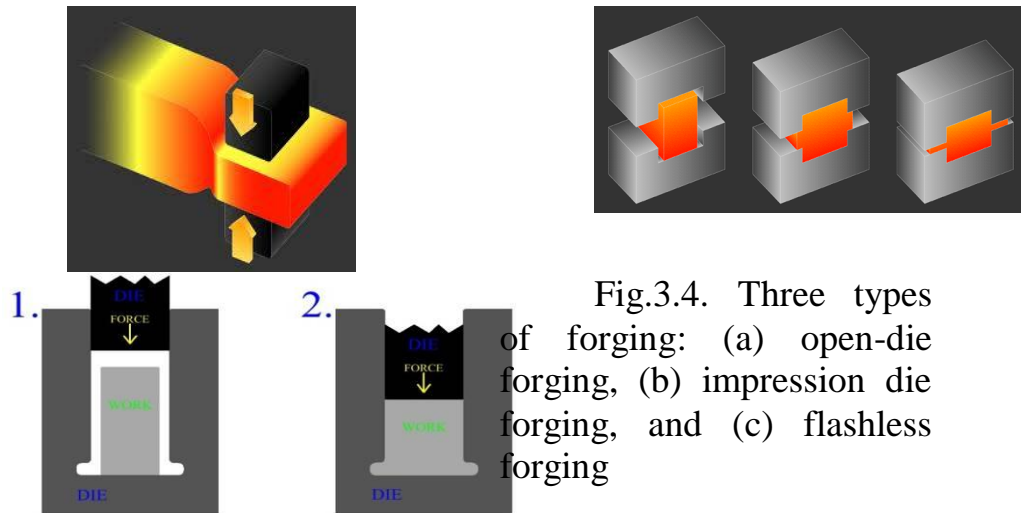 1.
DIE
FORCE
WORK
DIE
2.
DIE
FORCE
WORK
DIE
Fig.3.4. Three types
of forging: (a) open-die
forging, (b) impression die
forging, and (c) flashless
forging